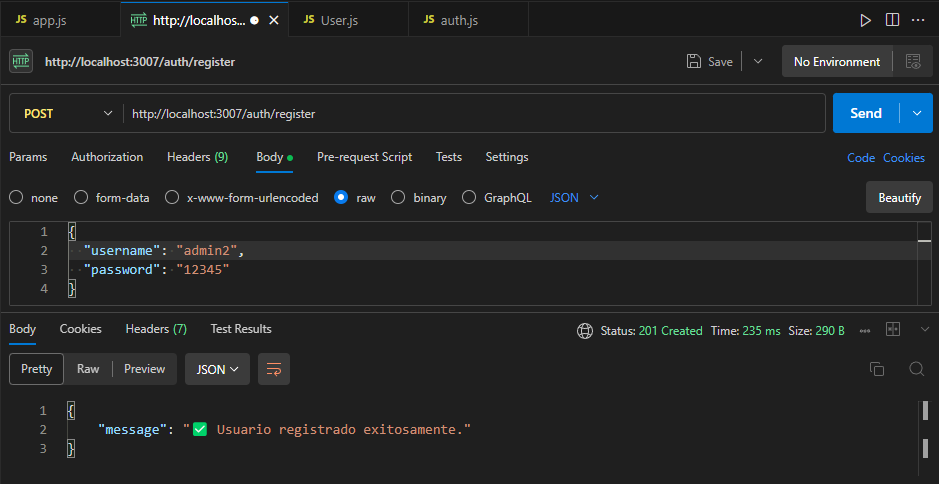 JS app.js
HTTP http://localhos...
JS User.js
JS auth.js
HTTP http://localhost:3007/auth/register
Save
No Environment
POST http://localhost:3007/auth/register
Send
Params Authorization Headers (9) Body Pre-request Script Tests Settings
Code Cookies
none form-data x-www-form-urlencoded raw binary GraphQL JSON
Beautify
1 {
2 "username": "admin2",
3 "password": "12345"
4 }
Body Cookies Headers (7) Test Results
Status: 201 Created Time: 235 ms Size: 290 B
Pretty Raw Preview JSON
1 {
2 "message": "✅ Usuario registrado exitosamente."
3 }